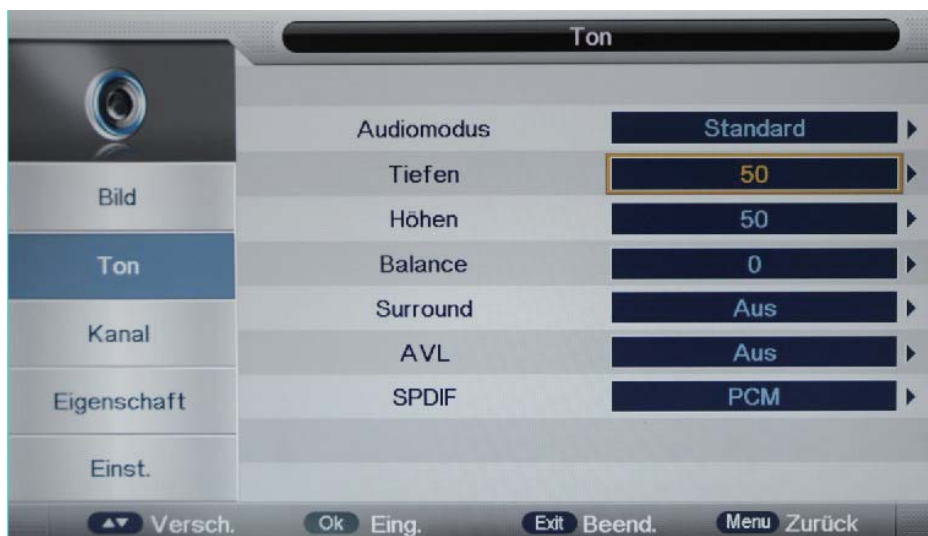 Ton
Audiomodus Standard
Tiefen 50
Höhen 50
Balance 0
Surround Aus
AVL Aus
SPDIF PCM
Bild
Ton
Kanal
Eigenschaft
Einst.
▲▼ Versch. Ok Eing. Exit Beend. Menu Zurück